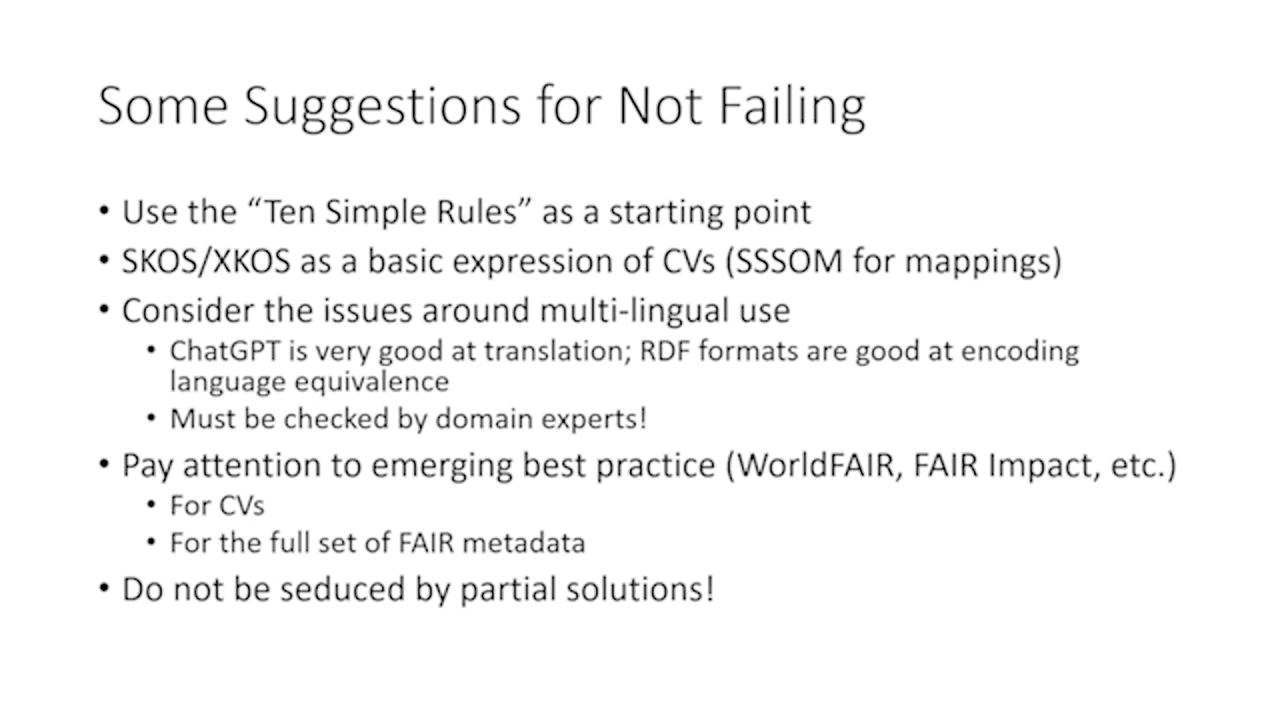 Some Suggestions for Not Failing
• Use the “Ten Simple Rules” as a starting point
• SKOS/XKOS as a basic expression of CVs (SSSOM for mappings)
• Consider the issues around multi-lingual use
• ChatGPT is very good at translation; RDF formats are good at encoding
language equivalence
• Must be checked by domain experts!
• Pay attention to emerging best practice (WorldFAIR, FAIR Impact, etc.)
• For CVs
• For the full set of FAIR metadata
• Do not be seduced by partial solutions!